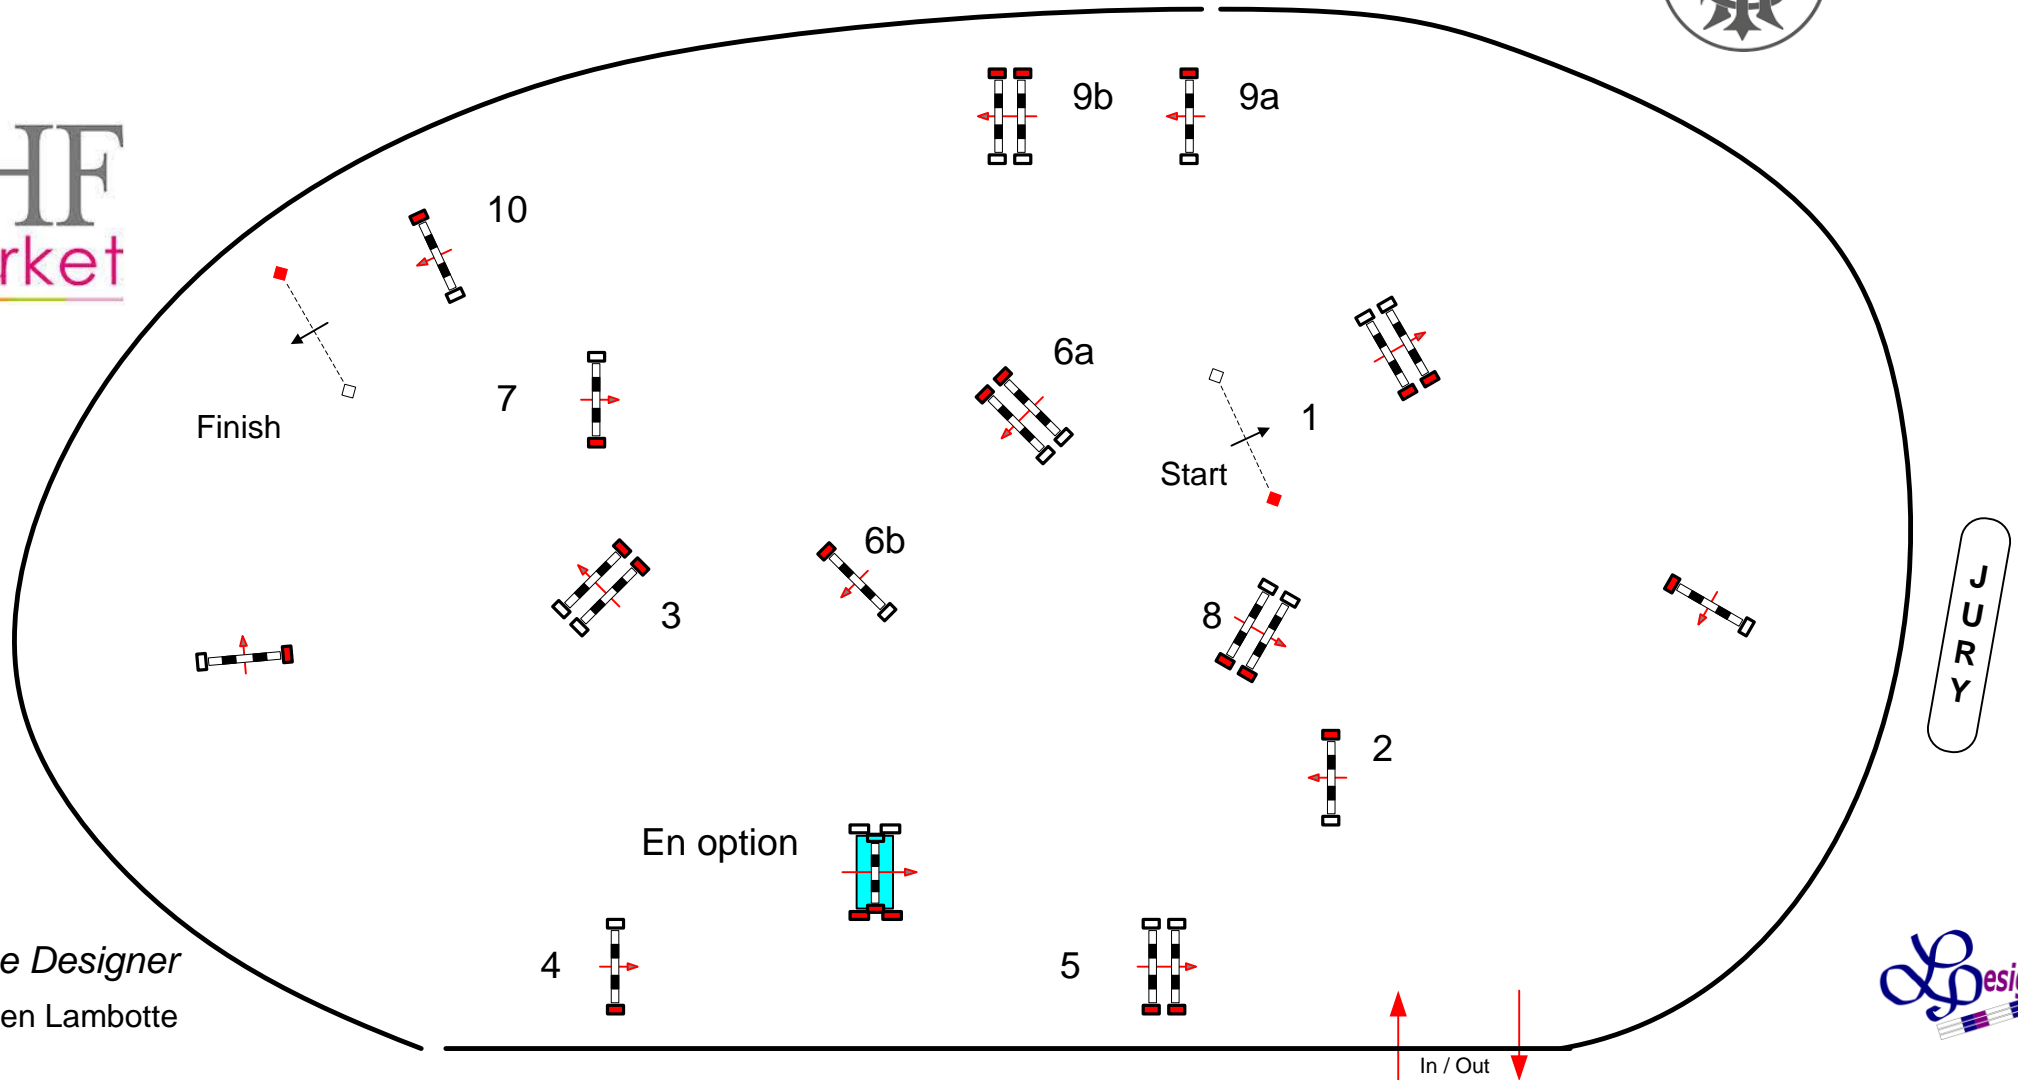 9b
9a
HF
rket
10
6a
7
1
Finish
Start
6b
3
8
J
U
R
Y
2
En option
4
5
e Designer
en Lambotte
In / Out